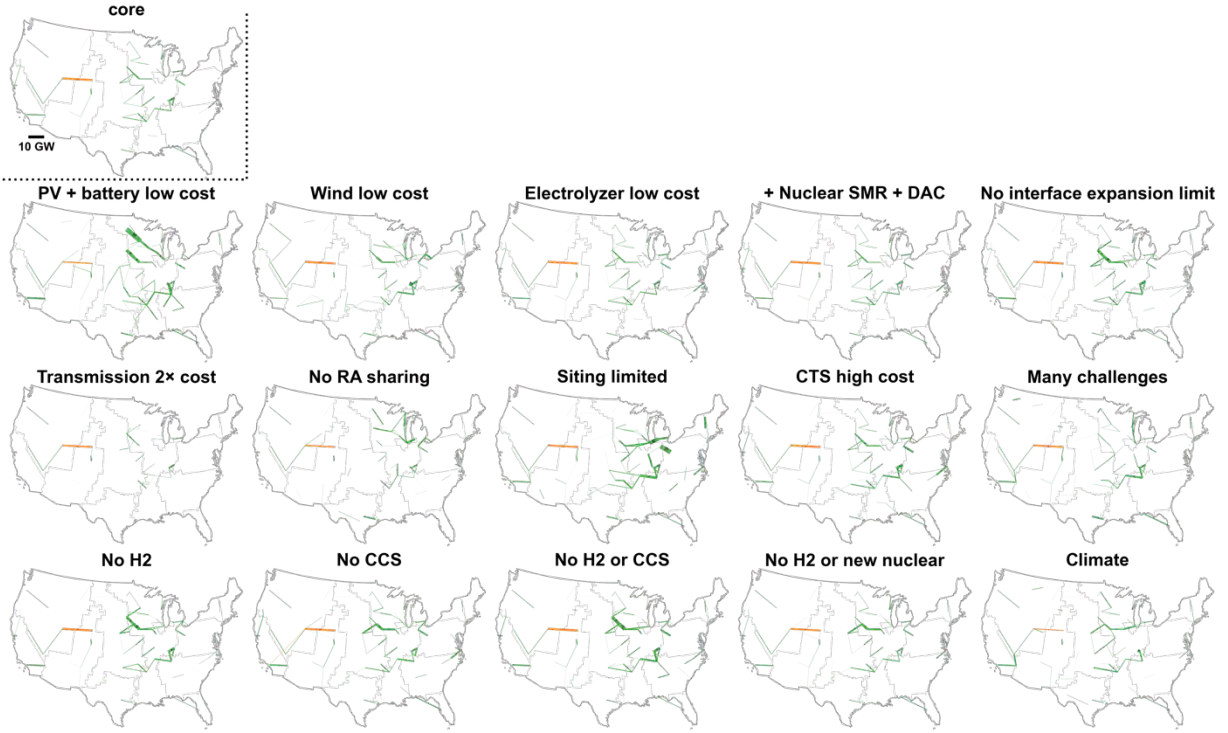 core
10 GW
PV + battery low cost
Wind low cost
Electrolyzer low cost
+ Nuclear SMR + DAC
No interface expansion limit
Transmission 2× cost
No RA sharing
Siting limited
CTS high cost
Many challenges
No H2
No CCS
No H2 or CCS
No H2 or new nuclear
Climate